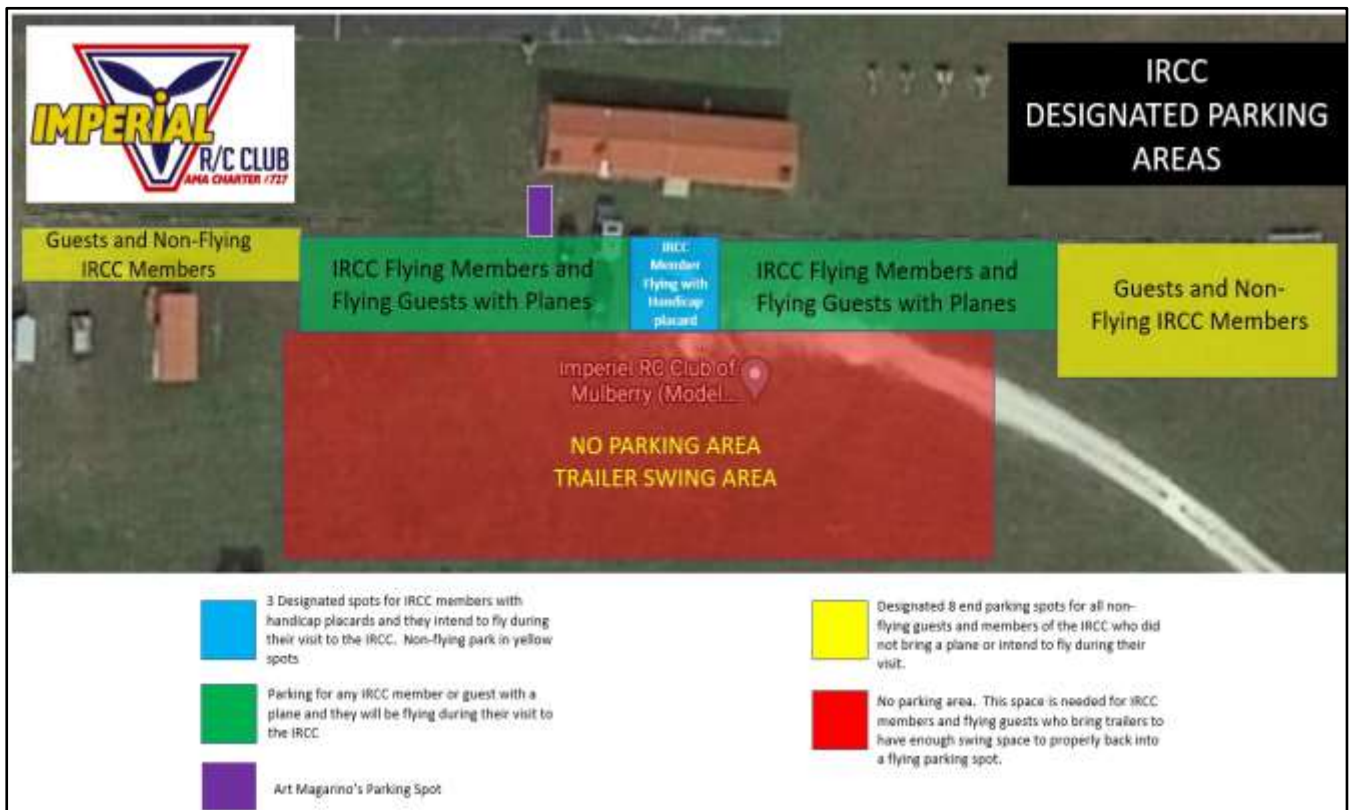 IMPERIAL
R/C CLUB
AMA CHARTER #727
IRCC
DESIGNATED PARKING
AREAS
Guests and Non-Flying
IRCC Members
IRCC Flying Members and
Flying Guests with Planes
IRCC
Member
Flying with
Handicap
placard
IRCC Flying Members and
Flying Guests with Planes
Guests and Non-
Flying IRCC Members
Imperiel RC Club of
Mulberry (Model...
NO PARKING AREA
TRAILER SWING AREA
3 Designated spots for IRCC members with
handicap placards and they intend to fly during
their visit to the IRCC. Non-flying park in yellow
spots
Parking for any IRCC member or guest with a
plane and they will be flying during their visit to
the IRCC
Art Magarino's Parking Spot
Designated 8 end parking spots for all non-
flying guests and members of the IRCC who did
not bring a plane or intend to fly during their
visit.
No parking area. This space is needed for IRCC
members and flying guests who bring trailers to
have enough swing space to properly back into
a flying parking spot.